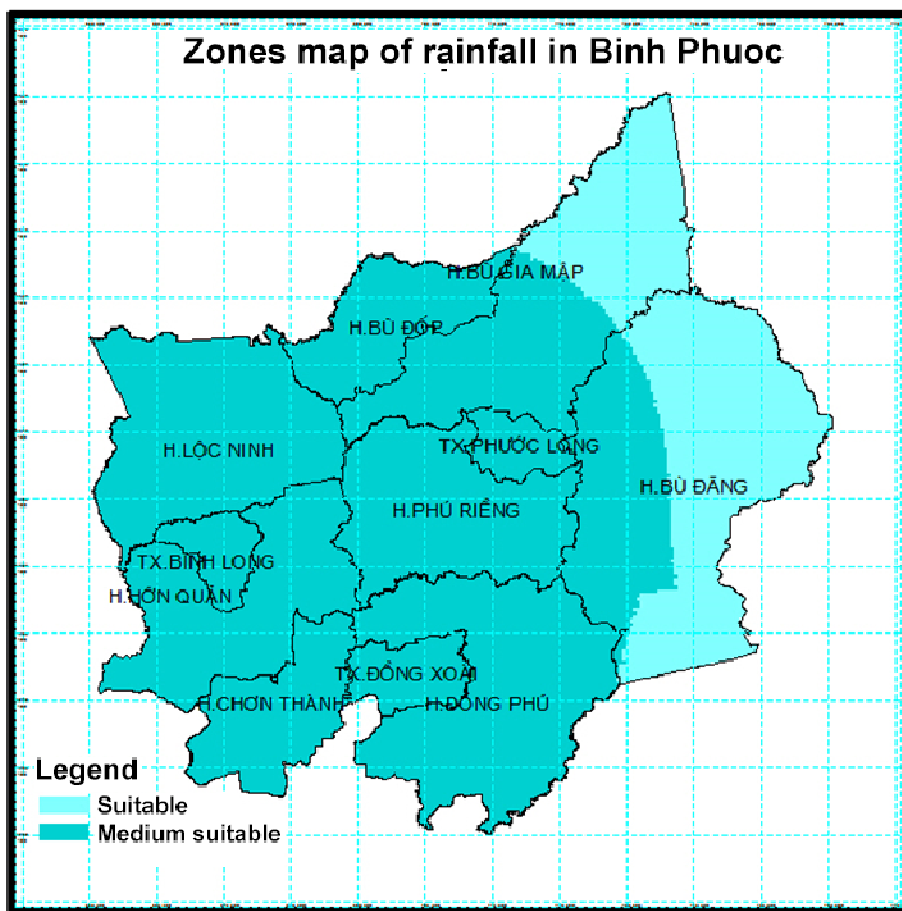 Zones map of rainfall in Binh Phuoc
H.BÙ GIA MẬP
H.BÙ ĐỐP
H.LỘC NINH
TX.PHƯỚC LONG
H.BÙ ĐĂNG
H.PHÚ RIỀNG
TX.BÌNH LONG
H.HỚN QUẢN
TX.ĐỒNG XOÀI
H.CHƠN THÀNH
H.ĐỒNG PHÚ
Legend
Suitable
Medium suitable